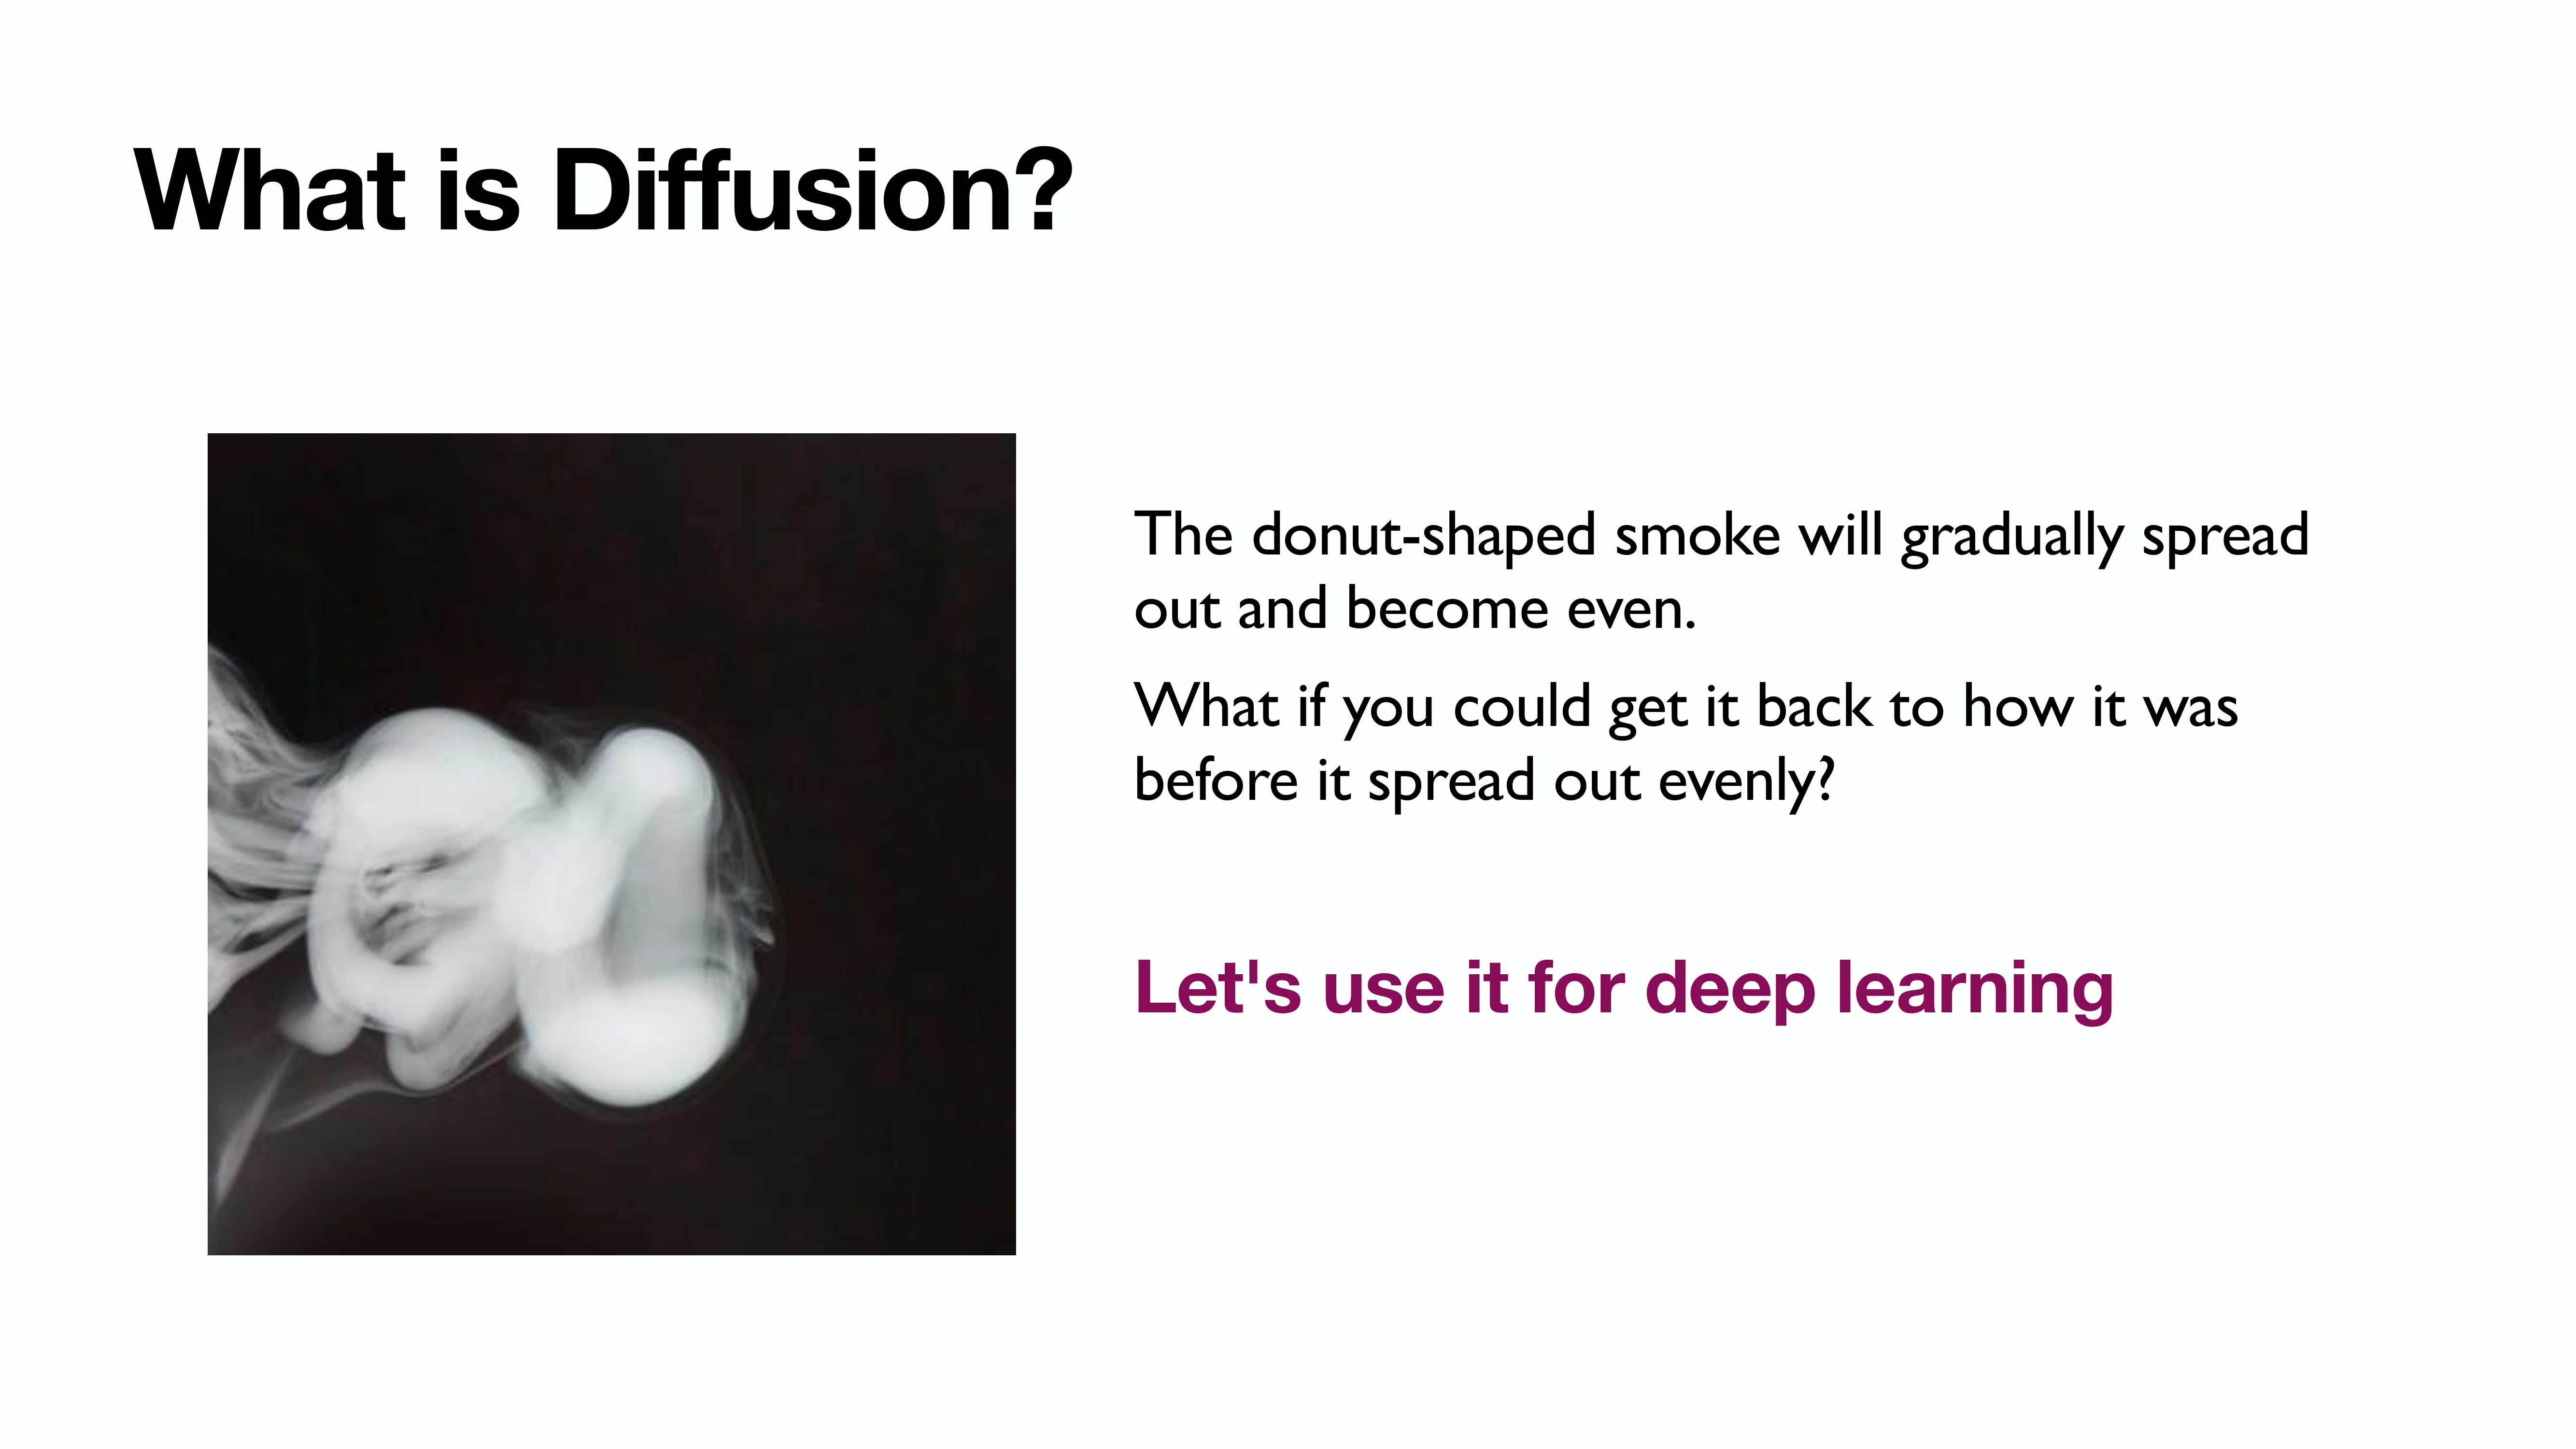 What is Diffusion?
The donut-shaped smoke will gradually spread
out and become even.
What if you could get it back to how it was
before it spread out evenly?
Let's use it for deep learning